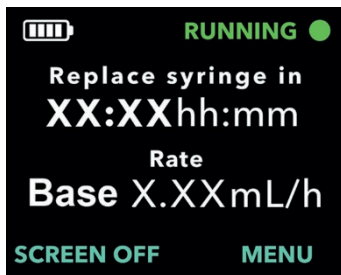 RUNNING
Replace syringe in
XX:XXhh:mm
Rate
Base X.XXmL/h
SCREEN OFF MENU